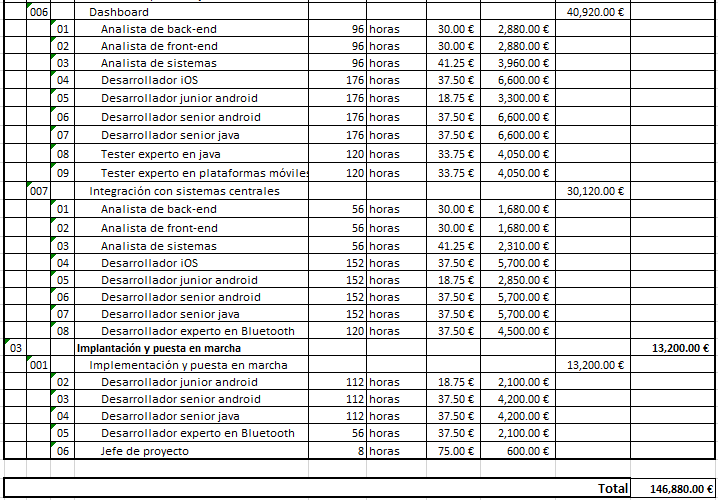 006 Dashboard 40,920.00 €
01 Analista de back-end 96 horas 30.00 € 2,880.00 €
02 Analista de front-end 96 horas 30.00 € 2,880.00 €
03 Analista de sistemas 96 horas 41.25 € 3,960.00 €
04 Desarrollador iOS 176 horas 37.50 € 6,600.00 €
05 Desarrollador junior android 176 horas 18.75 € 3,300.00 €
06 Desarrollador senior android 176 horas 37.50 € 6,600.00 €
07 Desarrollador senior java 176 horas 37.50 € 6,600.00 €
08 Tester experto en java 120 horas 33.75 € 4,050.00 €
09 Tester experto en plataformas móviles 120 horas 33.75 € 4,050.00 €
007 Integración con sistemas centrales 30,120.00 €
01 Analista de back-end 56 horas 30.00 € 1,680.00 €
02 Analista de front-end 56 horas 30.00 € 1,680.00 €
03 Analista de sistemas 56 horas 41.25 € 2,310.00 €
04 Desarrollador iOS 152 horas 37.50 € 5,700.00 €
05 Desarrollador junior android 152 horas 18.75 € 2,850.00 €
06 Desarrollador senior android 152 horas 37.50 € 5,700.00 €
07 Desarrollador senior java 152 horas 37.50 € 5,700.00 €
08 Desarrollador experto en Bluetooth 120 horas 37.50 € 4,500.00 €
03 Implantación y puesta en marcha 13,200.00 €
001 Implementación y puesta en marcha 13,200.00 €
02 Desarrollador junior android 112 horas 18.75 € 2,100.00 €
03 Desarrollador senior android 112 horas 37.50 € 4,200.00 €
04 Desarrollador senior java 112 horas 37.50 € 4,200.00 €
05 Desarrollador experto en Bluetooth 56 horas 37.50 € 2,100.00 €
06 Jefe de proyecto 8 horas 75.00 € 600.00 €
Total 146,880.00 €